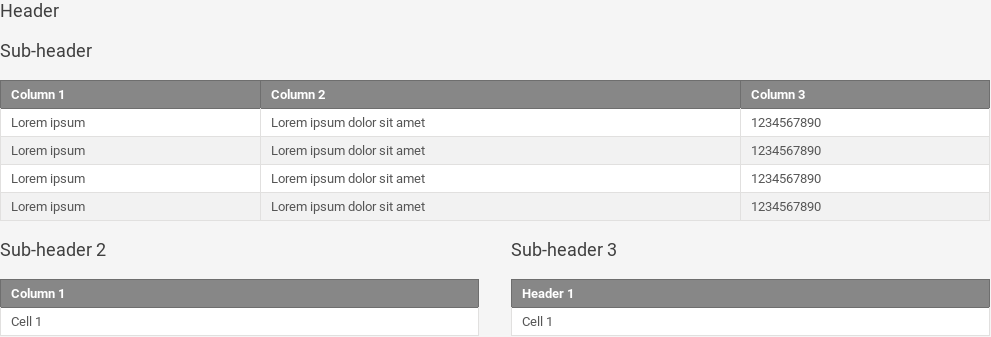 Header
Sub-header
Column 1 Column 2 Column 3
Lorem ipsum Lorem ipsum dolor sit amet 1234567890
Lorem ipsum Lorem ipsum dolor sit amet 1234567890
Lorem ipsum Lorem ipsum dolor sit amet 1234567890
Lorem ipsum Lorem ipsum dolor sit amet 1234567890
Sub-header 2
Column 1
Cell 1
Sub-header 3
Header 1
Cell 1